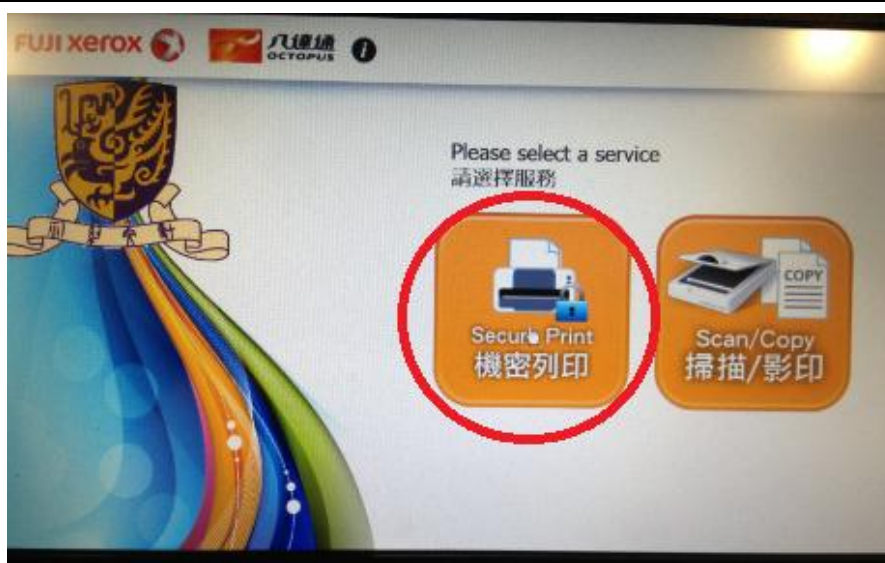 FUJI xerox
八達通
OCTOPUS
i
Please select a service
請選擇服務
Secure Print
機密列印
COPY
Scan/Copy
掃描/影印